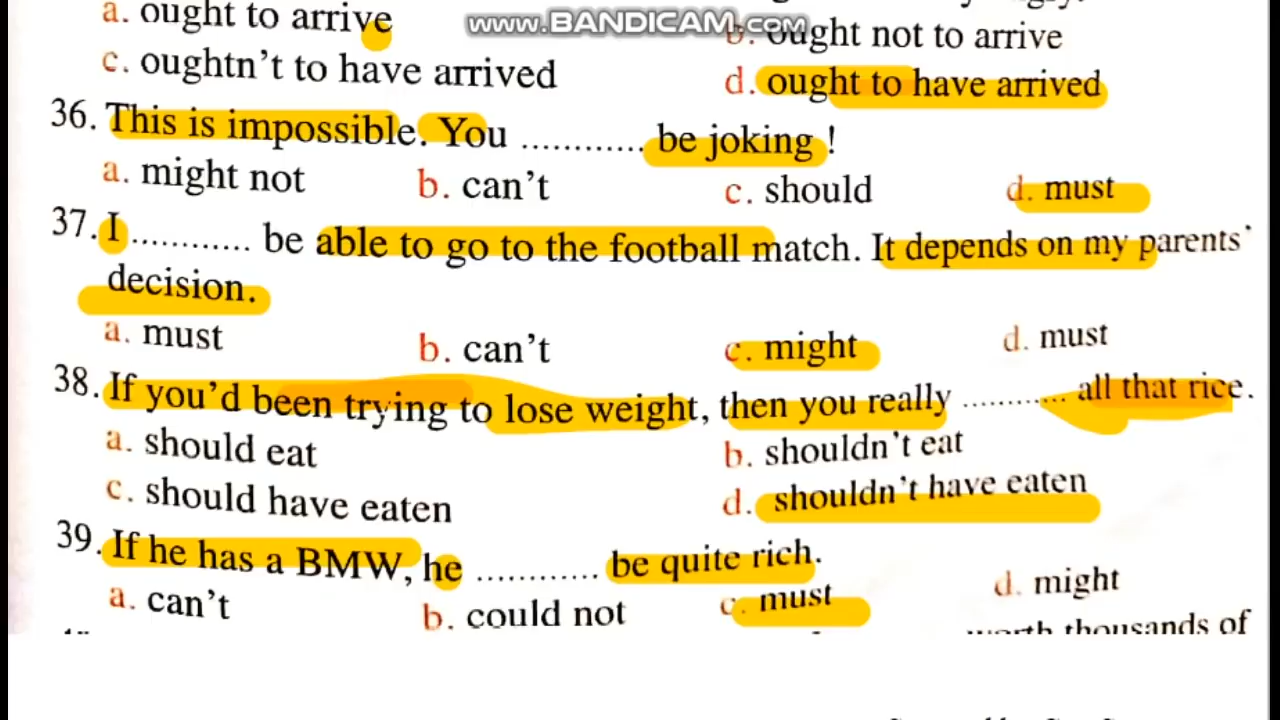 a. ought to arrive
www.BANDICAM.com
b. ought not to arrive
c. oughtn't to have arrived
d. ought to have arrived
36. This is impossible. You ............ be joking !
a. might not b. can't c. should d. must
37. I ............ be able to go to the football match. It depends on my parents'
decision.
a. must b. can't c. might d. must
38. If you'd been trying to lose weight, then you really ............ all that rice.
a. should eat b. shouldn't eat
c. should have eaten d. shouldn't have eaten
39. If he has a BMW, he ............ be quite rich.
a. can't b. could not c. must d. might
worth thousands of